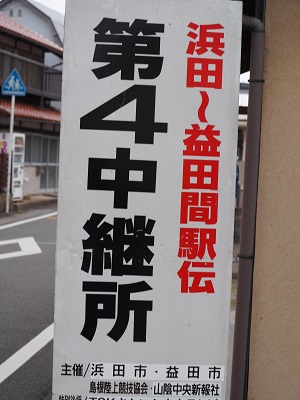 浜田～益田間駅伝
第4中継所
主催/浜田市・益田市
島根陸上競技協会・山陰中央新報社